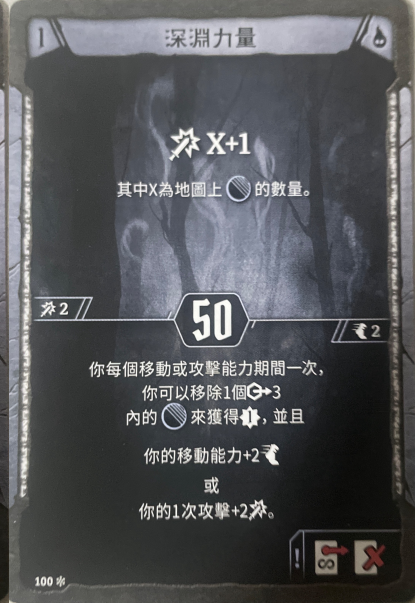 1 深淵力量
X+1
其中X為地圖上的數量。
2
50
2
你每個移動或攻擊能力期間一次，
你可以移除1個3
內的來獲得，並且
你的移動能力+2
或
你的1次攻擊+2。
100